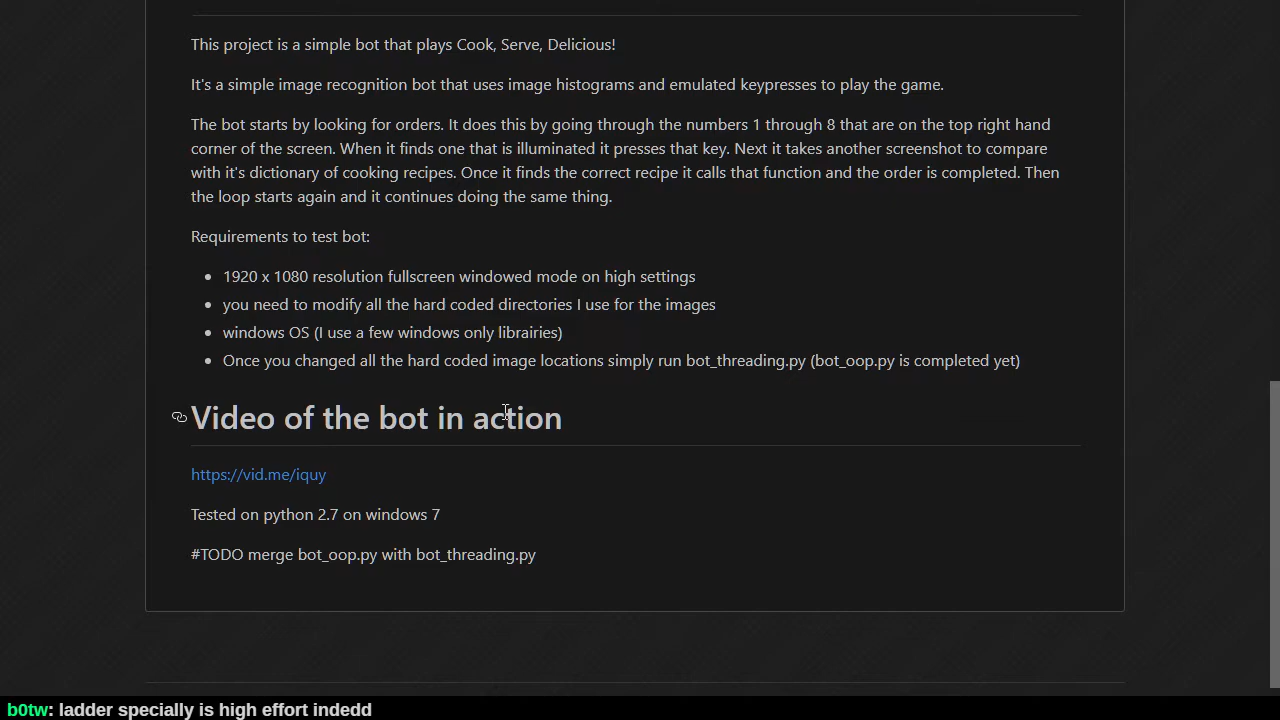 This project is a simple bot that plays Cook, Serve, Delicious!
It's a simple image recognition bot that uses image histograms and emulated keypresses to play the game.
The bot starts by looking for orders. It does this by going through the numbers 1 through 8 that are on the top right hand
corner of the screen. When it finds one that is illuminated it presses that key. Next it takes another screenshot to compare
with it's dictionary of cooking recipes. Once it finds the correct recipe it calls that function and the order is completed. Then
the loop starts again and it continues doing the same thing.
Requirements to test bot:
1920 x 1080 resolution fullscreen windowed mode on high settings
you need to modify all the hard coded directories I use for the images
windows OS (I use a few windows only librairies)
Once you changed all the hard coded image locations simply run bot_threading.py (bot_oop.py is completed yet)
Video of the bot in action
https://vid.me/iquy
Tested on python 2.7 on windows 7
#TODO merge bot_oop.py with bot_threading.py
b0tw: ladder specially is high effort indedd